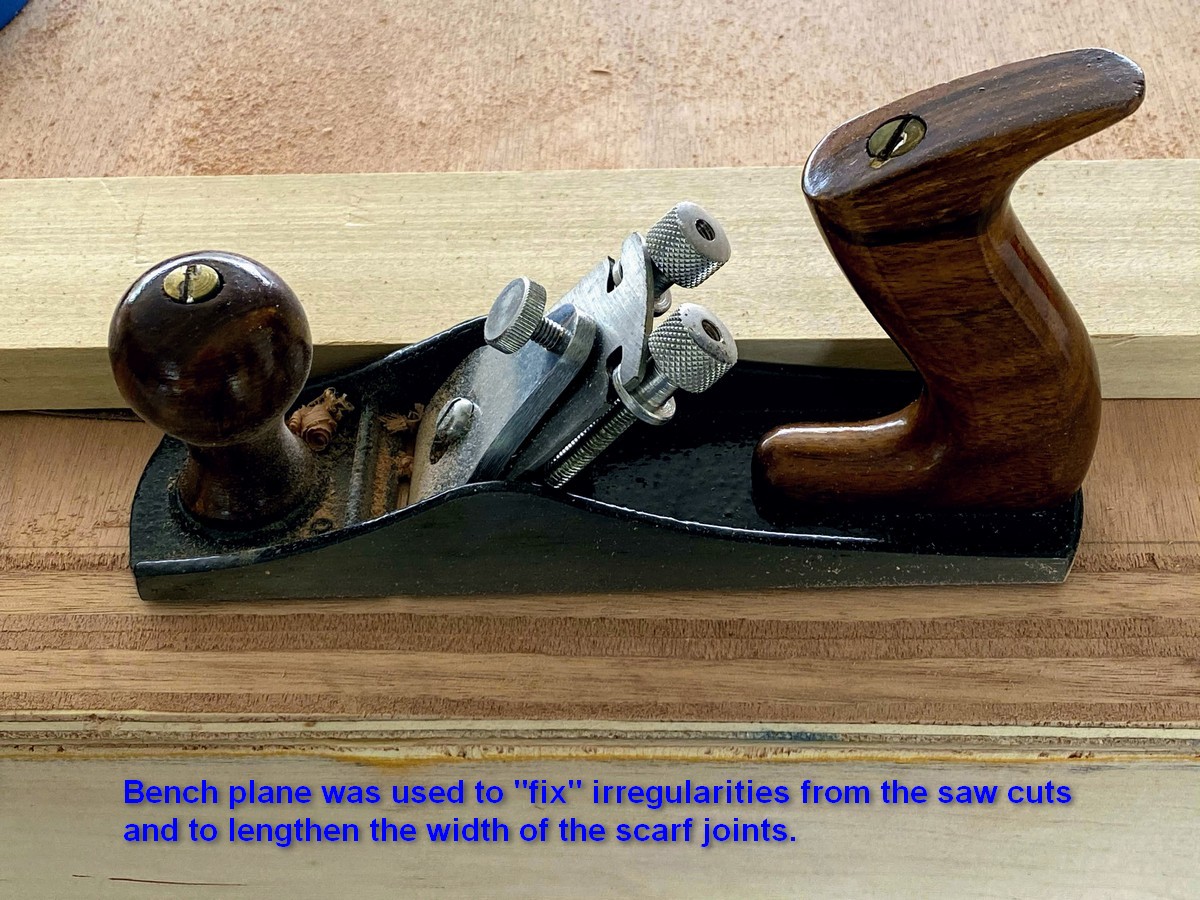 Bench plane was used to "fix" irregularities from the saw cuts
and to lengthen the width of the scarf joints.